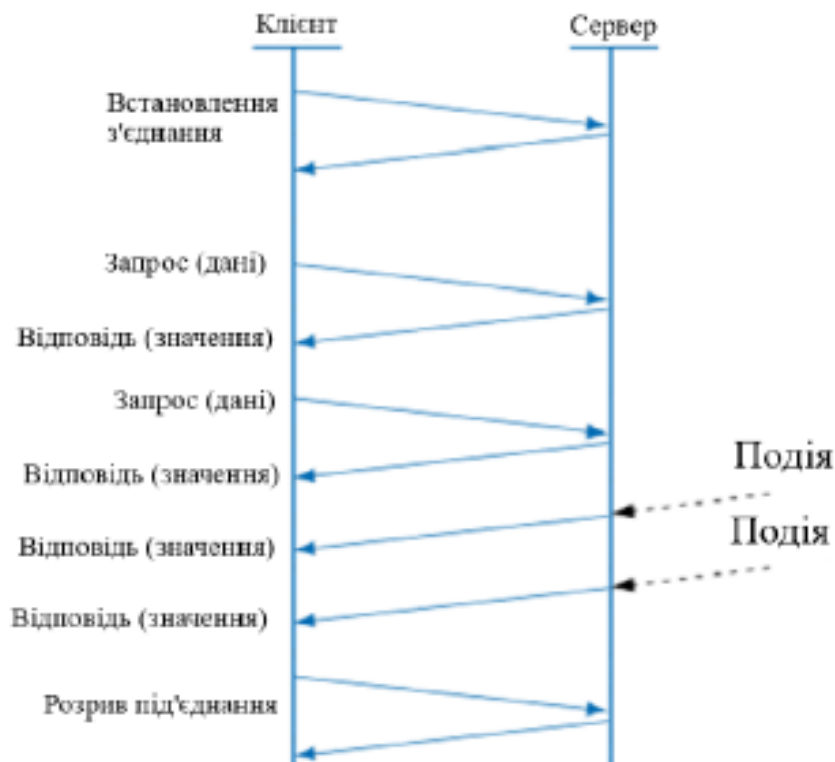 Клієнт
Сервер
Встановлення
з'єднання
Запрос (дані)
Відповідь (значення)
Запрос (дані)
Відповідь (значення)
Подія
Відповідь (значення)
Подія
Відповідь (значення)
Розрив під'єднання